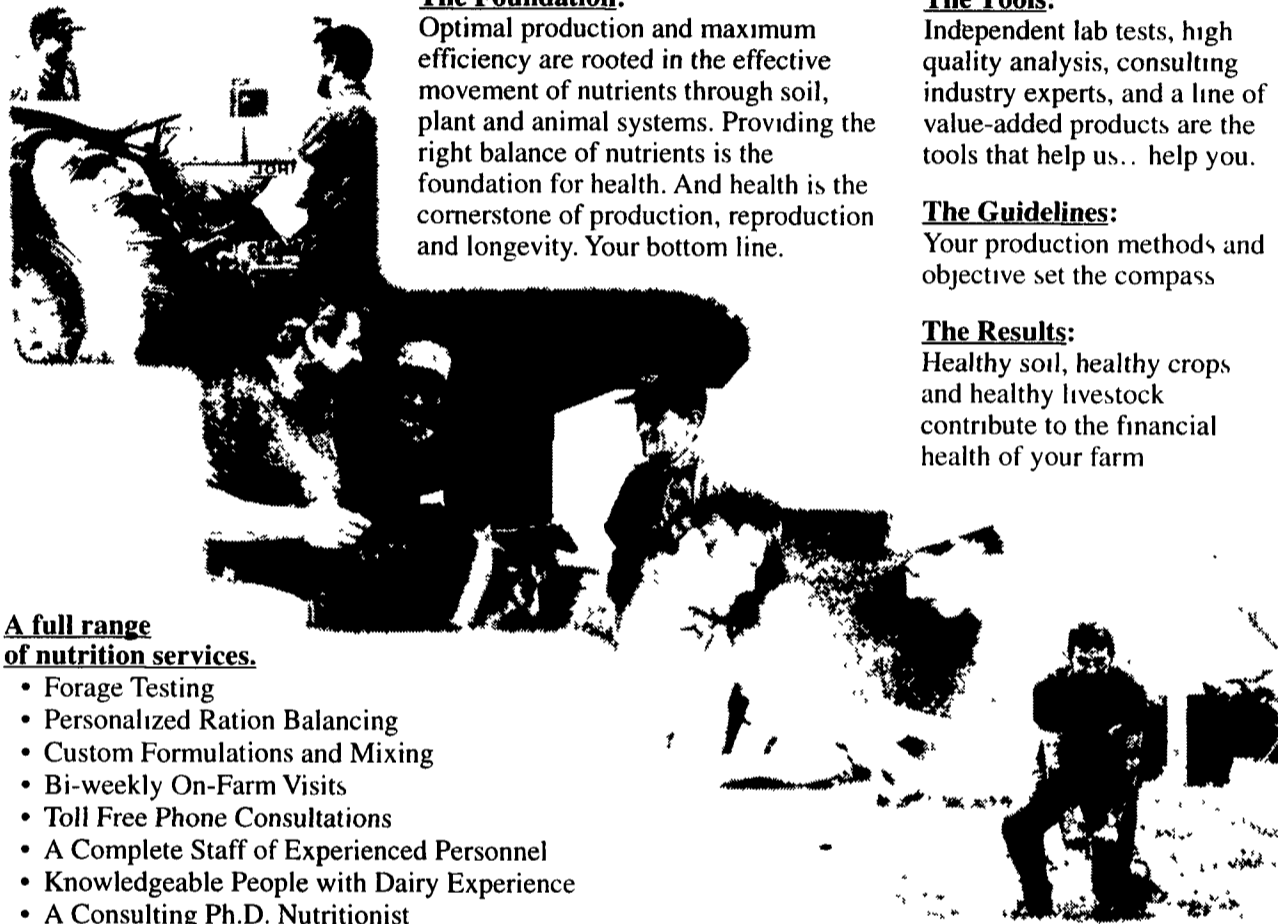 The Foundation:
Optimal production and maximum
efficiency are rooted in the effective
movement of nutrients through soil,
plant and animal systems. Providing the
right balance of nutrients is the
foundation for health. And health is the
cornerstone of production, reproduction
and longevity. Your bottom line.
The Tools:
Independent lab tests, high
quality analysis, consulting
industry experts, and a line of
value-added products are the
tools that help us.. help you.
The Guidelines:
Your production methods and
objective set the compass
The Results:
Healthy soil, healthy crops
and healthy livestock
contribute to the financial
health of your farm
A full range
of nutrition services.
• Forage Testing
• Personalized Ration Balancing
• Custom Formulations and Mixing
• Bi-weekly On-Farm Visits
• Toll Free Phone Consultations
• A Complete Staff of Experienced Personnel
• Knowledgeable People with Dairy Experience
• A Consulting Ph.D. Nutritionist